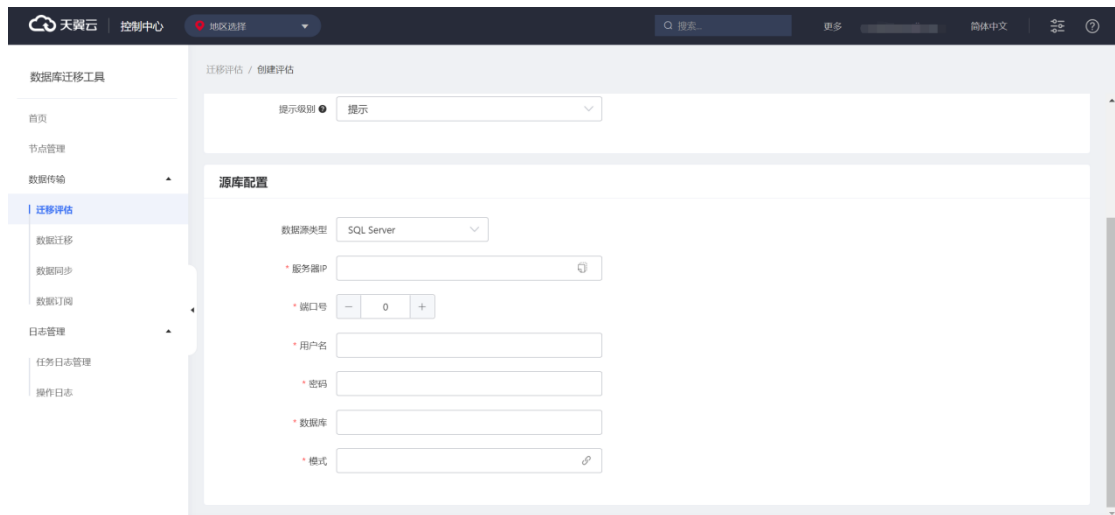 天翼云 控制中心 地区选择 搜索... 更多 简体中文
数据库迁移工具
迁移评估 / 创建评估
首页
节点管理
数据传输
迁移评估
数据迁移
数据同步
数据订阅
日志管理
任务日志管理
操作日志
提示级别 提示
源库配置
数据源类型 SQL Server
* 服务器IP
* 端口号 − 0 +
* 用户名
* 密码
* 数据库
* 模式